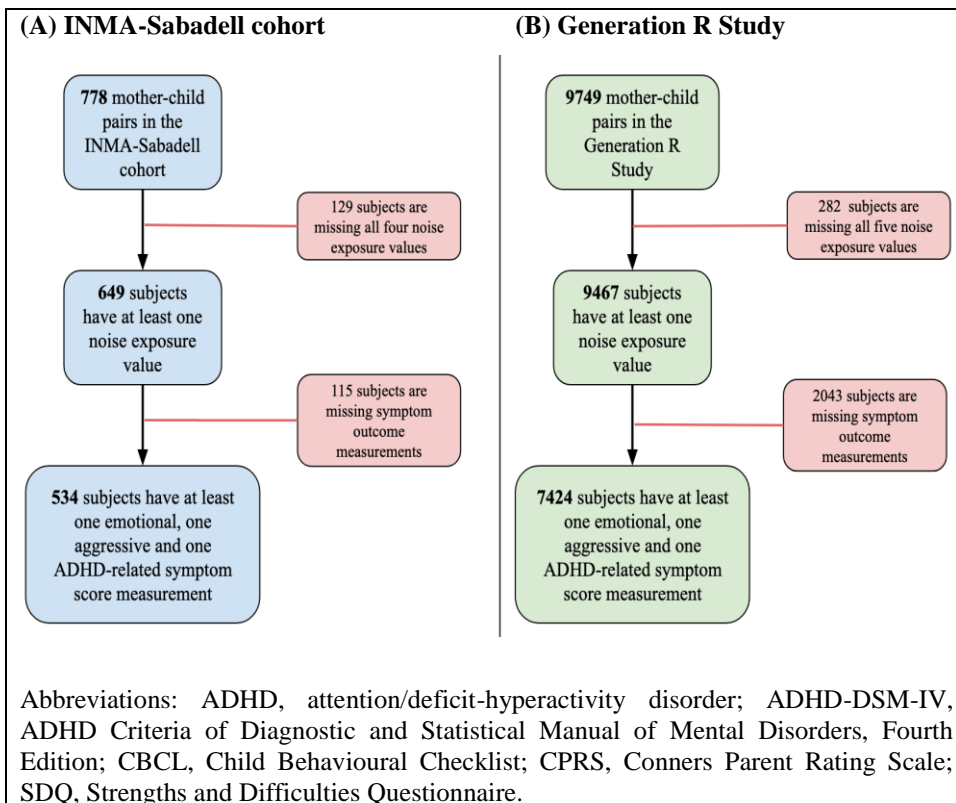 (A) INMA-Sabadell cohort
778 mother-child
pairs in the
INMA-Sabadell
cohort
129 subjects are
missing all four noise
exposure values
649 subjects
have at least one
noise exposure
value
115 subjects are
missing symptom
outcome
measurements
534 subjects have at least
one emotional, one
aggressive and one
ADHD-related symptom
score measurement
(B) Generation R Study
9749 mother-child
pairs in the
Generation R
Study
282 subjects are
missing all five noise
exposure values
9467 subjects
have at least one
noise exposure
value
2043 subjects are
missing symptom
outcome
measurements
7424 subjects have at least
one emotional, one
aggressive and one
ADHD-related symptom
score measurement
Abbreviations: ADHD, attention/deficit-hyperactivity disorder; ADHD-DSM-IV,
ADHD Criteria of Diagnostic and Statistical Manual of Mental Disorders, Fourth
Edition; CBCL, Child Behavioural Checklist; CPRS, Conners Parent Rating Scale;
SDQ, Strengths and Difficulties Questionnaire.